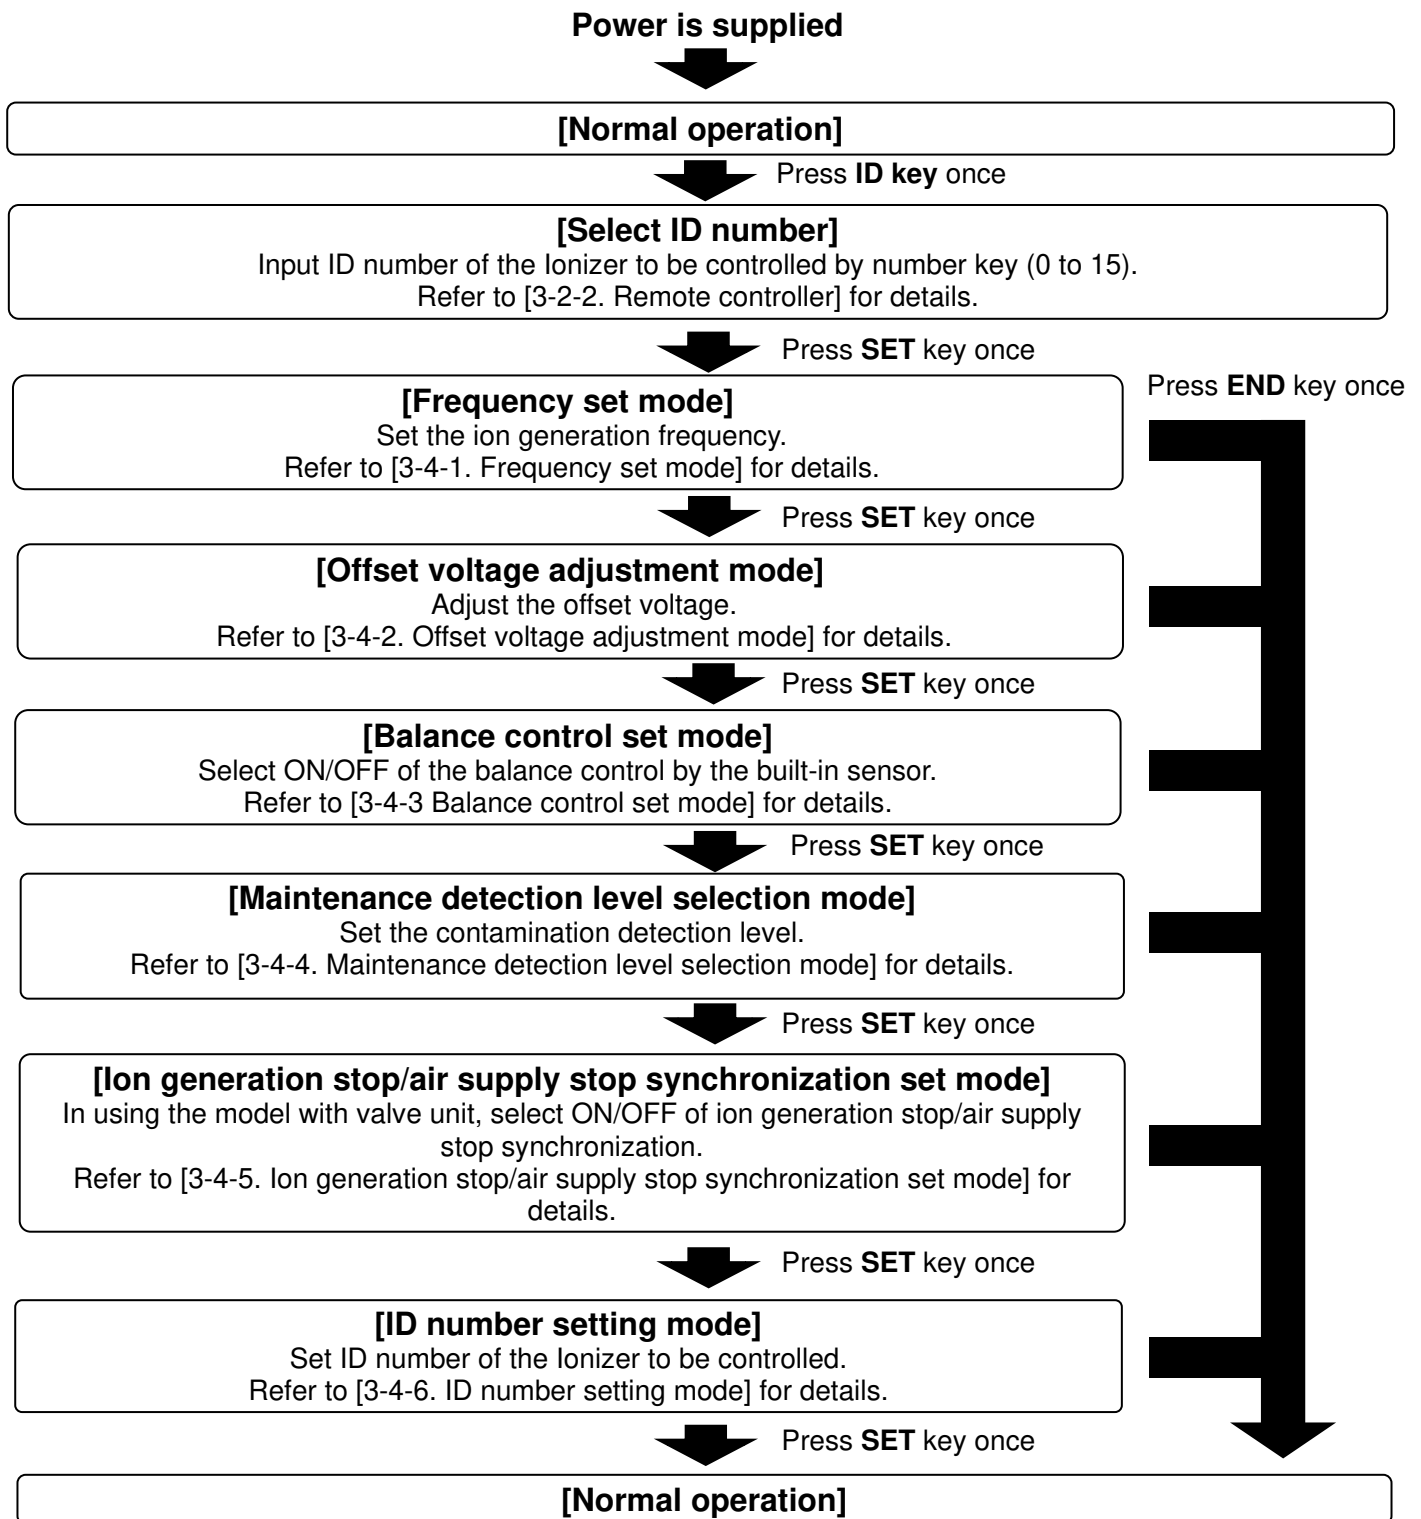 Power is supplied
[Normal operation]
Press ID key once
[Select ID number]
Input ID number of the Ionizer to be controlled by number key (0 to 15).
Refer to [3-2-2. Remote controller] for details.
Press SET key once
Press END key once
[Frequency set mode]
Set the ion generation frequency.
Refer to [3-4-1. Frequency set mode] for details.
Press SET key once
[Offset voltage adjustment mode]
Adjust the offset voltage.
Refer to [3-4-2. Offset voltage adjustment mode] for details.
Press SET key once
[Balance control set mode]
Select ON/OFF of the balance control by the built-in sensor.
Refer to [3-4-3 Balance control set mode] for details.
Press SET key once
[Maintenance detection level selection mode]
Set the contamination detection level.
Refer to [3-4-4. Maintenance detection level selection mode] for details.
Press SET key once
[Ion generation stop/air supply stop synchronization set mode]
In using the model with valve unit, select ON/OFF of ion generation stop/air supply
stop synchronization.
Refer to [3-4-5. Ion generation stop/air supply stop synchronization set mode] for
details.
Press SET key once
[ID number setting mode]
Set ID number of the Ionizer to be controlled.
Refer to [3-4-6. ID number setting mode] for details.
Press SET key once
[Normal operation]